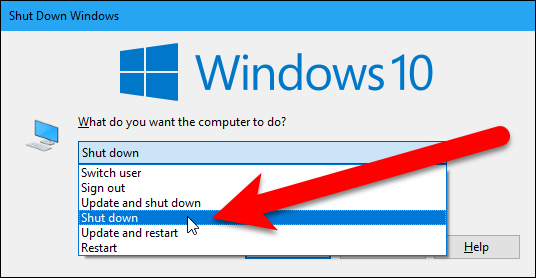 Shut Down Windows
Windows 10
What do you want the computer to do?
Shut down
Switch user
Sign out
Update and shut down
Shut down
Update and restart
Restart
Help